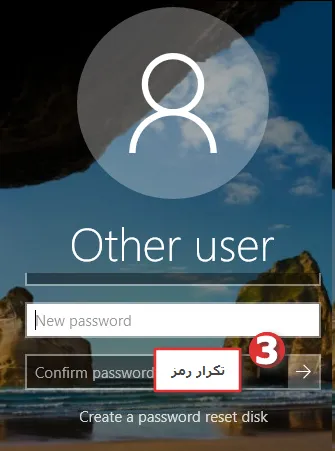 Other user
New password
Confirm password
تکرار رمز
3
Create a password reset disk